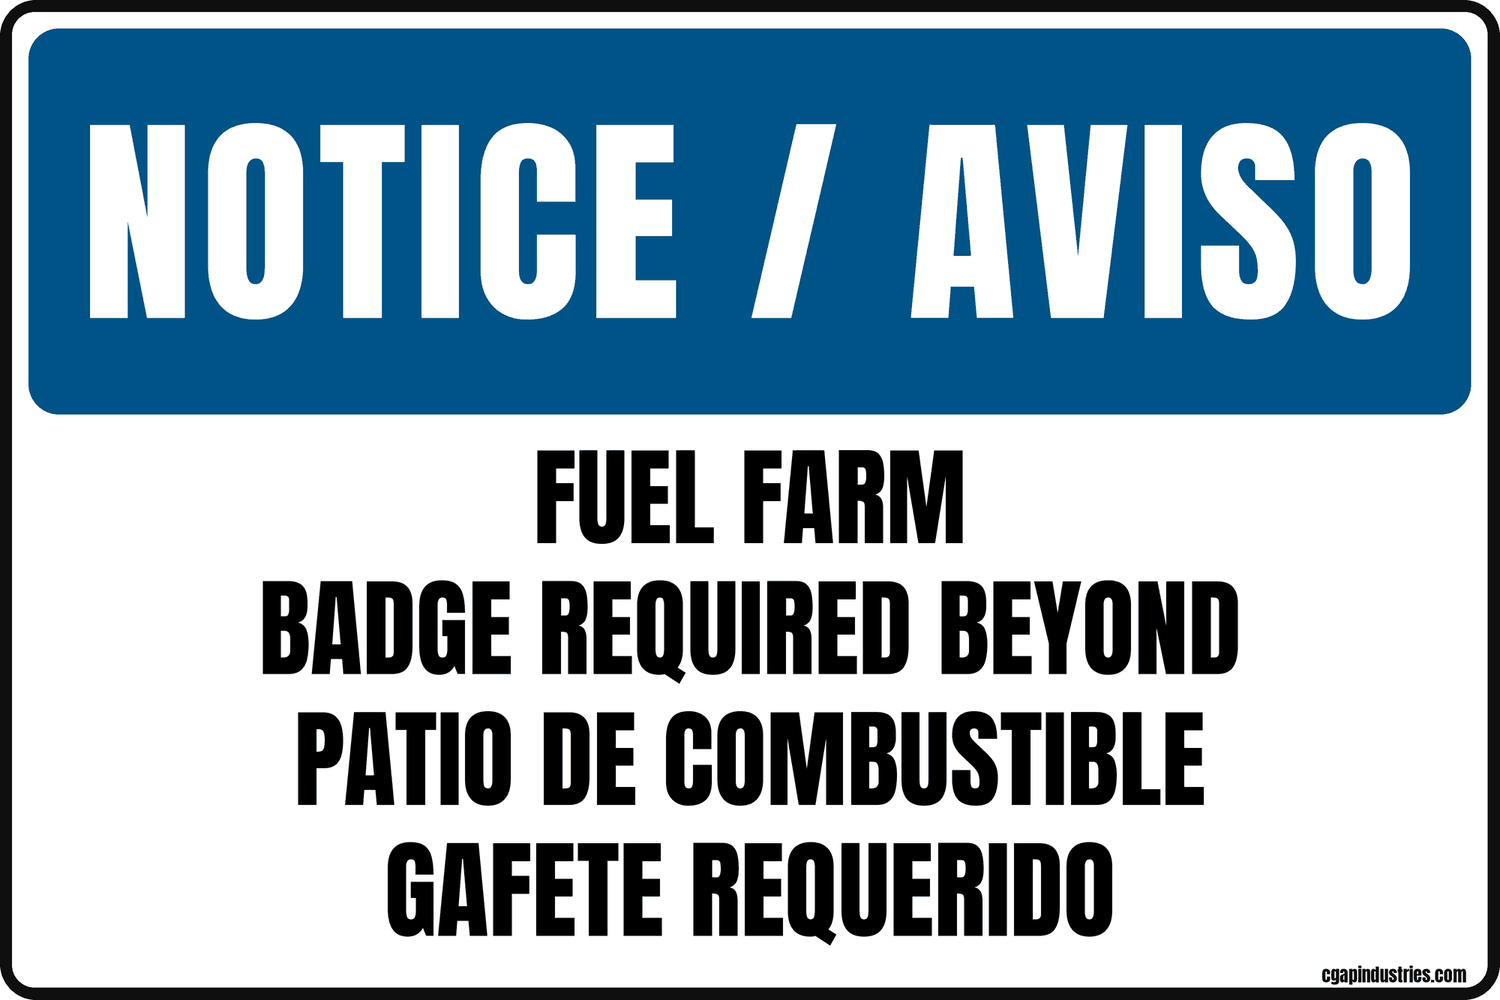 NOTICE / AVISO
FUEL FARM
BADGE REQUIRED BEYOND
PATIO DE COMBUSTIBLE
GAFETE REQUERIDO
cgapindustries.com